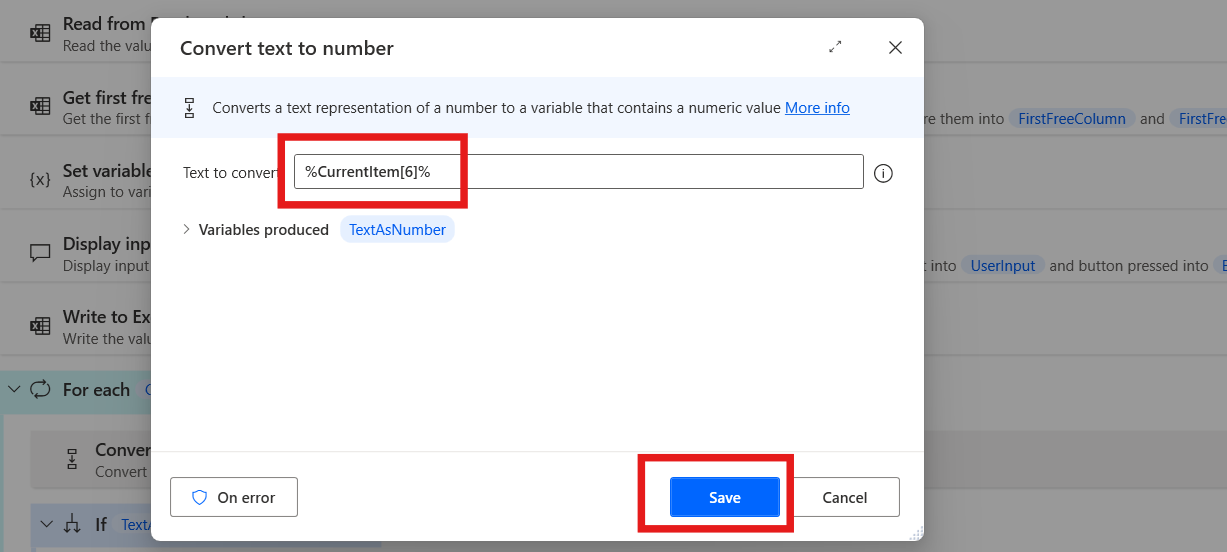 Read from
Read the valu
Convert text to number
Get first fre
Get the first f
re them into FirstFreeColumn and FirstFre
Converts a text representation of a number to a variable that contains a numeric value More info
{x} Set variable
Assign to vari
Text to convert %CurrentItem[6]%
Variables produced TextAsNumber
Display inp
Display input
t into UserInput and button pressed into
Write to Ex
Write the valu
For each
Conver
Convert
If TextA
On error
Save
Cancel